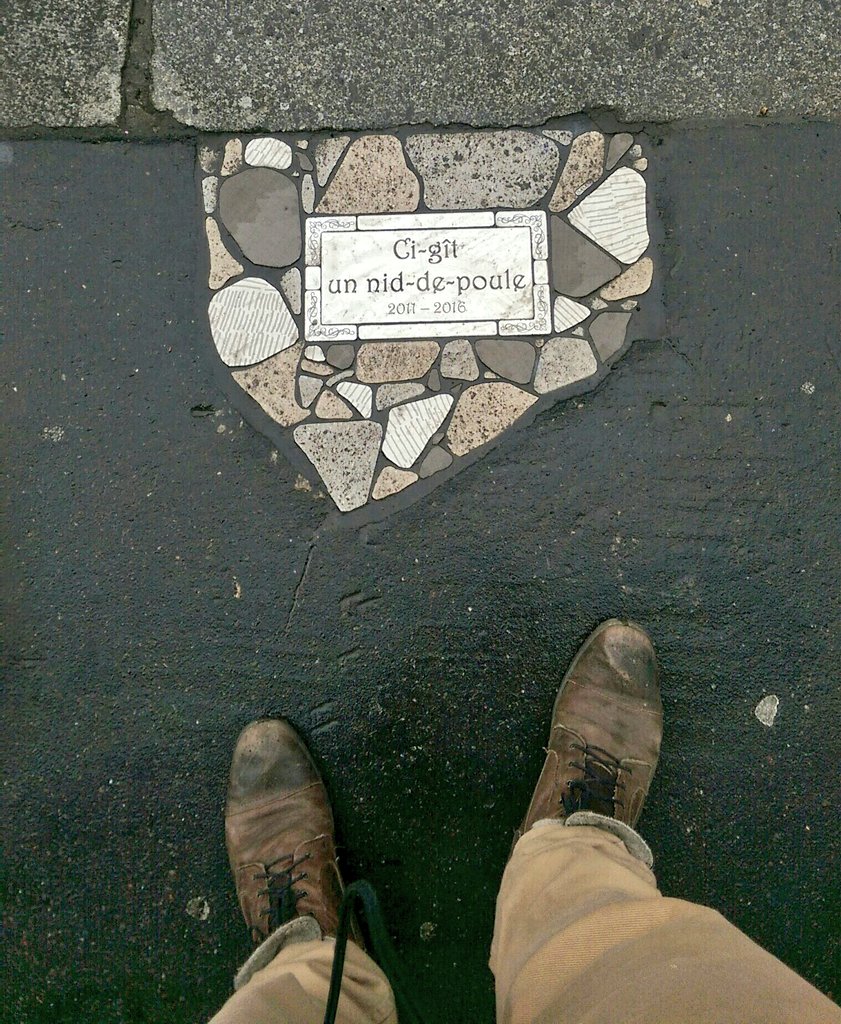 Ci-gît
un nid-de-poule
2011 – 2016